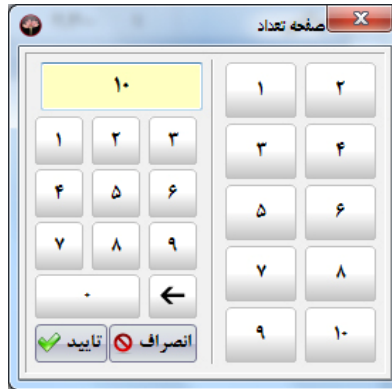 صفحه تعداد
۱۰
۱ ۲ ۳
۴ ۵ ۶
۷ ۸ ۹
۰ ←
انصراف تایید
۱ ۲
۳ ۴
۵ ۶
۷ ۸
۹ ۱۰